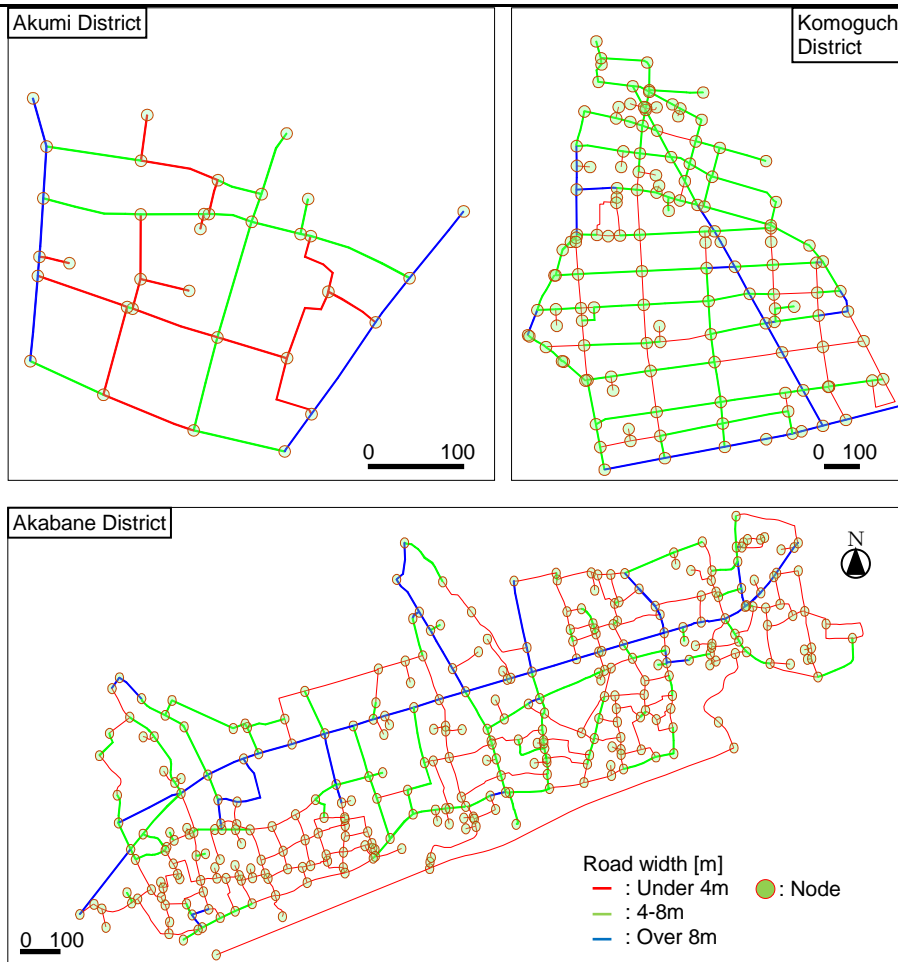 Akumi District
Komoguch
District
0 100
0 100
Akabane District
N
Road width [m]
: Under 4m
: Node
: 4-8m
: Over 8m
0 100